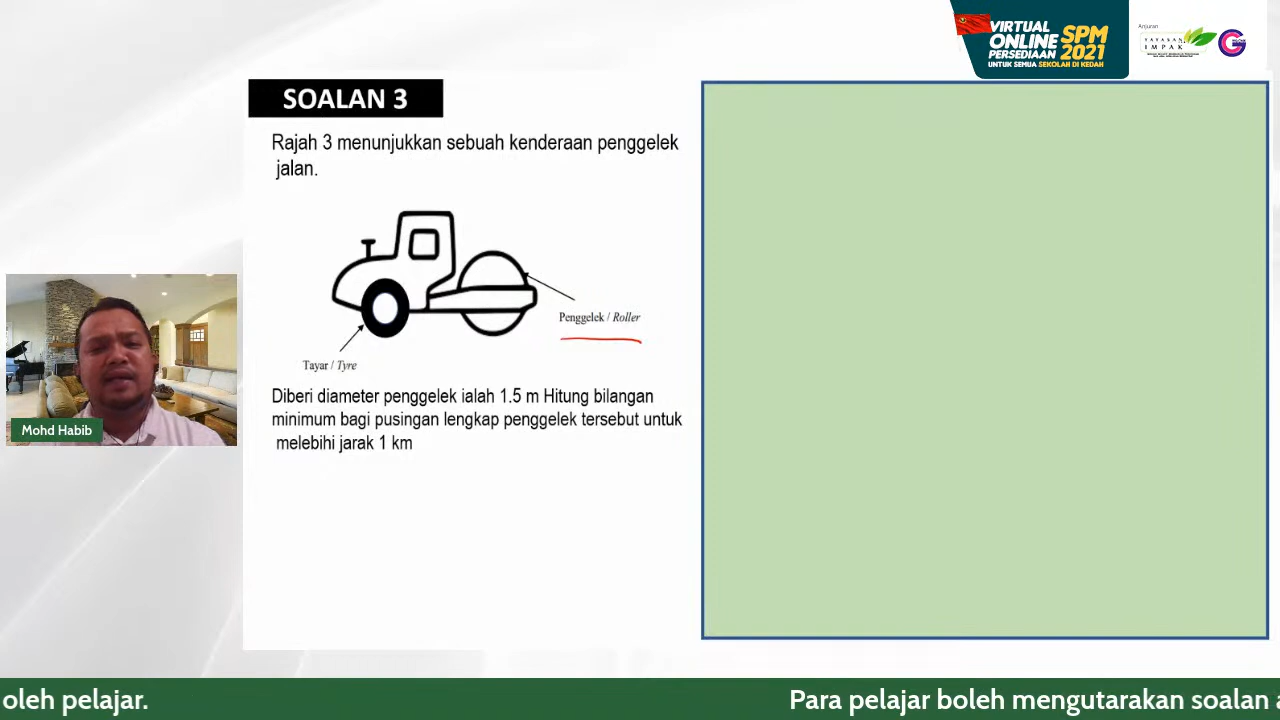 VIRTUAL
ONLINE
PERSEDIAAN
SPM
2021
UNTUK SEMUA SEKOLAH DI KEDAH
Anjuran
YAYASAN
IMPAK
SOALAN 3
Rajah 3 menunjukkan sebuah kenderaan penggelek
jalan.
Penggelek / Roller
Tayar / Tyre
Diberi diameter penggelek ialah 1.5 m Hitung bilangan
minimum bagi pusingan lengkap penggelek tersebut untuk
melebihi jarak 1 km
Mohd Habib
oleh pelajar.
Para pelajar boleh mengutarakan soalan a